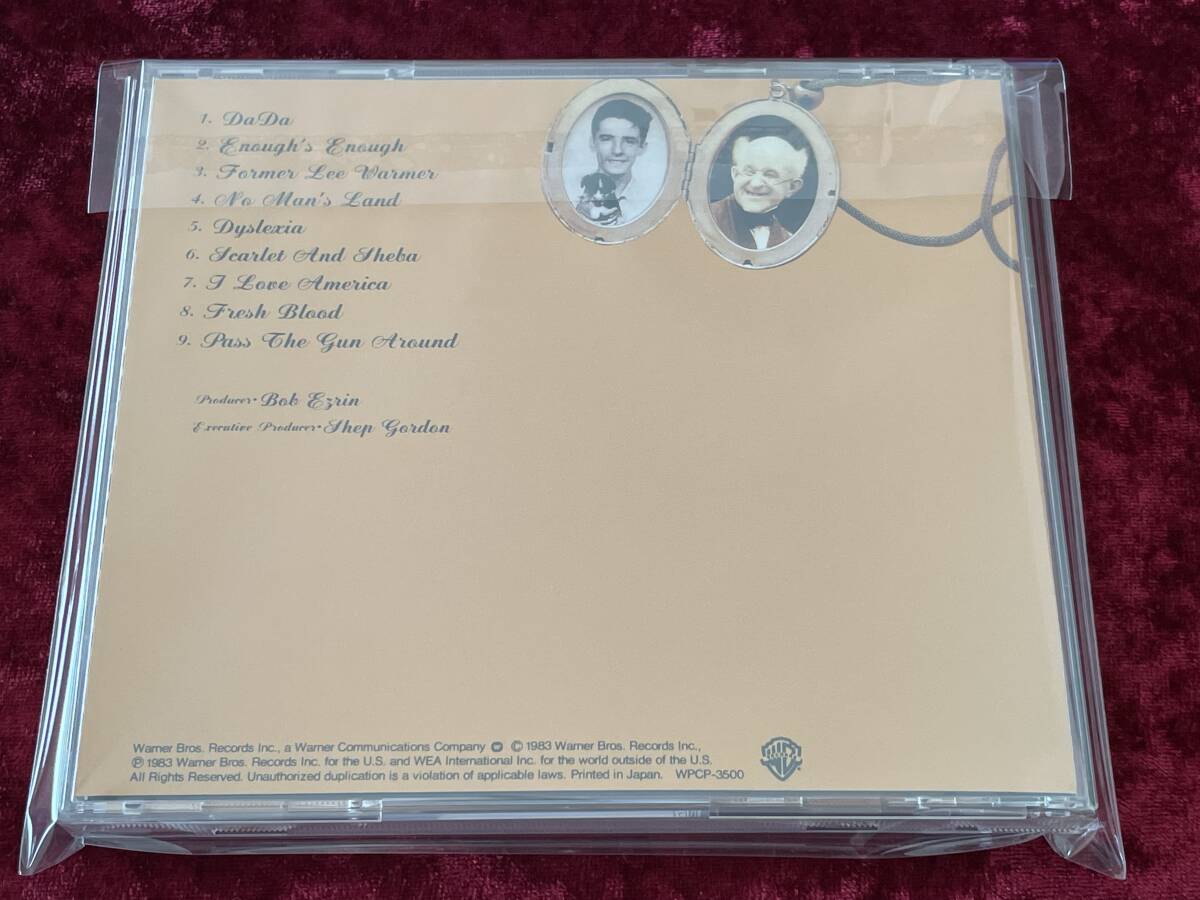 1. DaDa
2. Enough's Enough
3. Former Lee Warmer
4. No Man's Land
5. Dyslexia
6. Scarlet And Sheba
7. I Love America
8. Fresh Blood
9. Pass The Gun Around
Producer•Bob Ezrin
Executive Producer•Shep Gordon
Warner Bros. Records Inc., a Warner Communications Company © 1983 Warner Bros. Records Inc.,
℗ 1983 Warner Bros. Records Inc. for the U.S. and WEA International Inc. for the world outside of the U.S.
All Rights Reserved. Unauthorized duplication is a violation of applicable laws. Printed in Japan. WPCP-3500